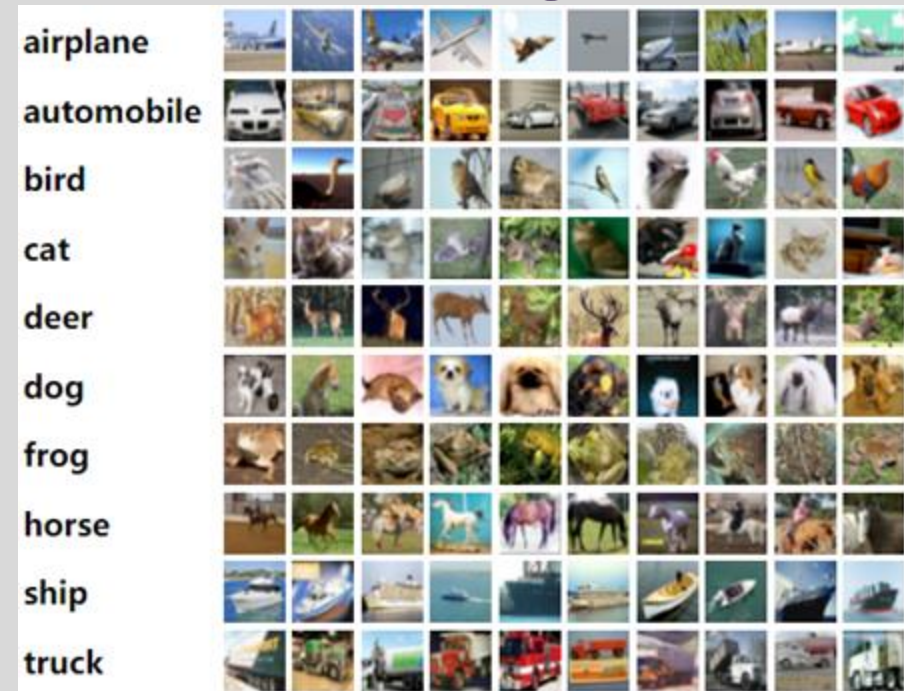 airplane
automobile
bird
cat
deer
dog
frog
horse
ship
truck